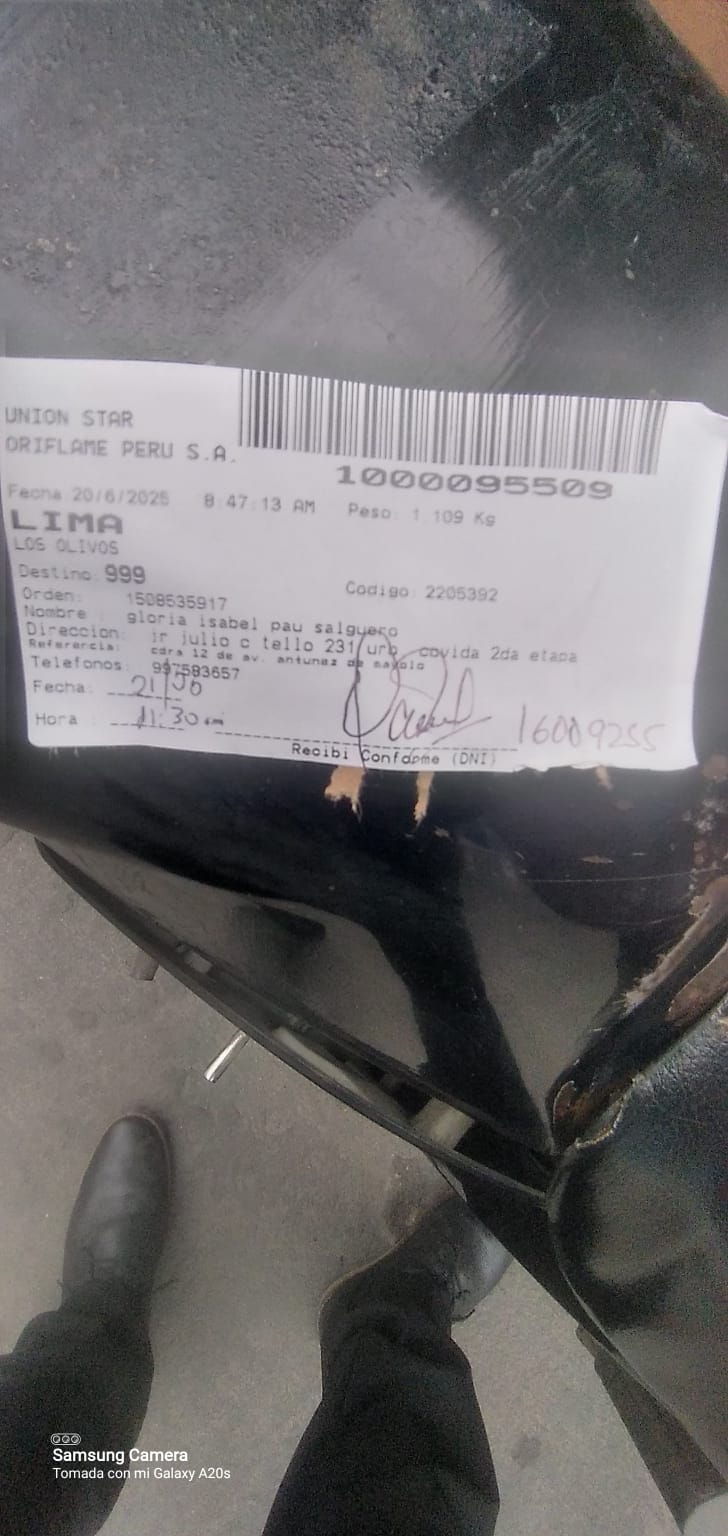 UNION STAR
ORIFLAME PERU S.A.
1000095509
Fecha 20/6/2025 8:47:13 AM Peso: 1.109 Kg
LIMA
LOS OLIVOS
Destino: 999
Codigo: 2205392
Orden: 1508535917
Nombre : gloria isabel pau salguero
Direccion: jr julio c tello 231 urb covida 2da etapa
Referencia: cdra 12 de av. antunez de mayolo
Telefonos: 997583657
Fecha: 21/06
Hora : 11:30 am
16009255
Recibi Conforme (DNI)
Samsung Camera
Tomada con mi Galaxy A20s